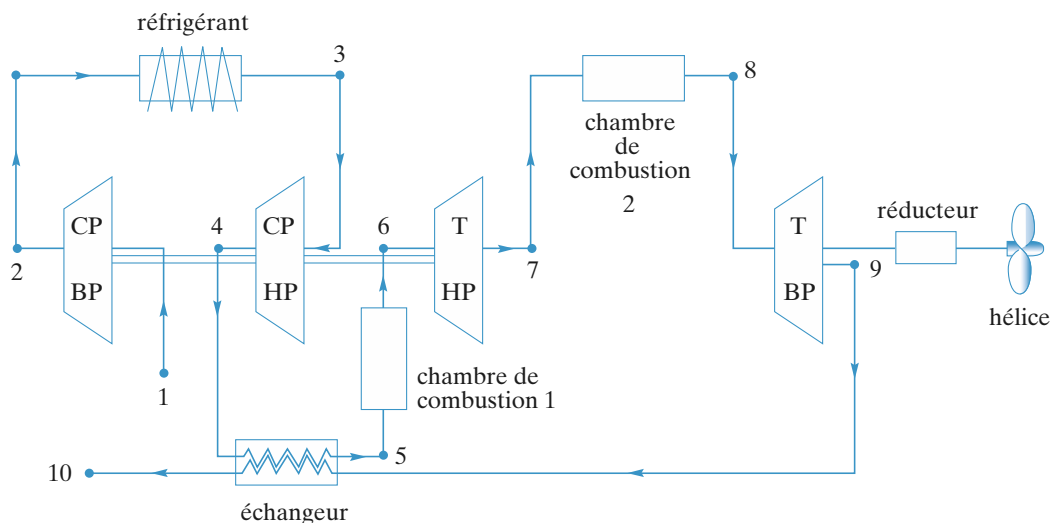 réfrigérant
3
8
chambre
de
combustion
2
CP
BP
4
CP
HP
6
T
HP
T
BP
réducteur
2
7
9
hélice
1
chambre de
combustion 1
5
10
échangeur